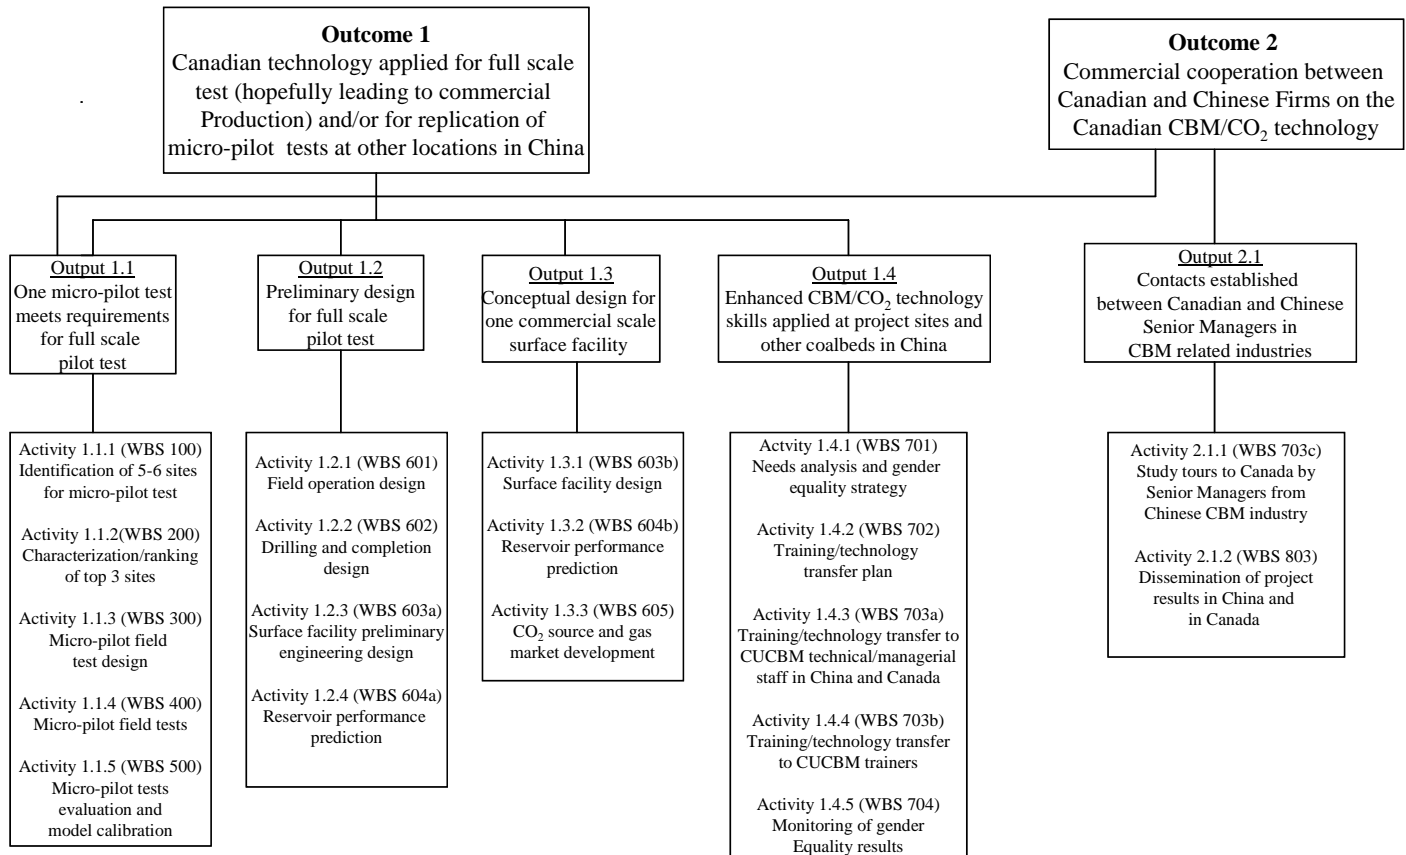 Outcome 1
Canadian technology applied for full scale
test (hopefully leading to commercial
Production) and/or for replication of
micro-pilot tests at other locations in China
Outcome 2
Commercial cooperation between
Canadian and Chinese Firms on the
Canadian CBM/CO₂ technology
Output 1.1
One micro-pilot test
meets requirements
for full scale
pilot test
Output 1.2
Preliminary design
for full scale
pilot test
Output 1.3
Conceptual design for
one commercial scale
surface facility
Output 1.4
Enhanced CBM/CO₂ technology
skills applied at project sites and
other coalbeds in China
Output 2.1
Contacts established
between Canadian and Chinese
Senior Managers in
CBM related industries
Activity 1.1.1 (WBS 100)
Identification of 5-6 sites
for micro-pilot test
Activity 1.1.2(WBS 200)
Characterization/ranking
of top 3 sites
Activity 1.1.3 (WBS 300)
Micro-pilot field
test design
Activity 1.1.4 (WBS 400)
Micro-pilot field tests
Activity 1.1.5 (WBS 500)
Micro-pilot tests
evaluation and
model calibration
Activity 1.2.1 (WBS 601)
Field operation design
Activity 1.2.2 (WBS 602)
Drilling and completion
design
Activity 1.2.3 (WBS 603a)
Surface facility preliminary
engineering design
Activity 1.2.4 (WBS 604a)
Reservoir performance
prediction
Activity 1.3.1 (WBS 603b)
Surface facility design
Activity 1.3.2 (WBS 604b)
Reservoir performance
prediction
Activity 1.3.3 (WBS 605)
CO₂ source and gas
market development
Actvity 1.4.1 (WBS 701)
Needs analysis and gender
equality strategy
Activity 1.4.2 (WBS 702)
Training/technology
transfer plan
Activity 1.4.3 (WBS 703a)
Training/technology transfer to
CUCBM technical/managerial
staff in China and Canada
Activity 1.4.4 (WBS 703b)
Training/technology transfer
to CUCBM trainers
Activity 1.4.5 (WBS 704)
Monitoring of gender
Equality results
Activity 2.1.1 (WBS 703c)
Study tours to Canada by
Senior Managers from
Chinese CBM industry
Activity 2.1.2 (WBS 803)
Dissemination of project
results in China and
in Canada